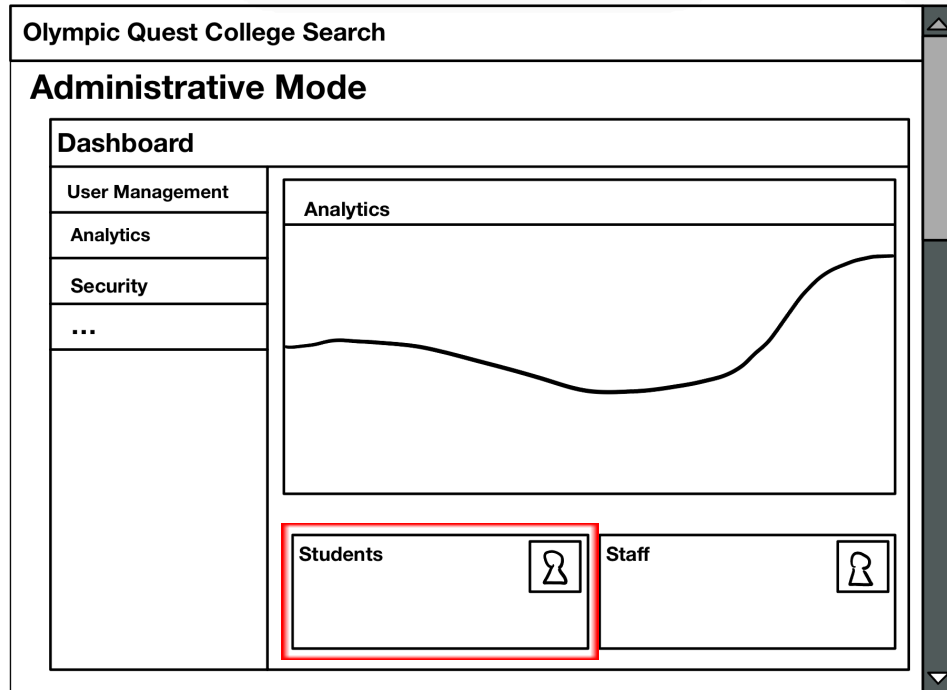 Olympic Quest College Search
Administrative Mode
Dashboard
User Management
Analytics
Security
...
Analytics
Students
Staff